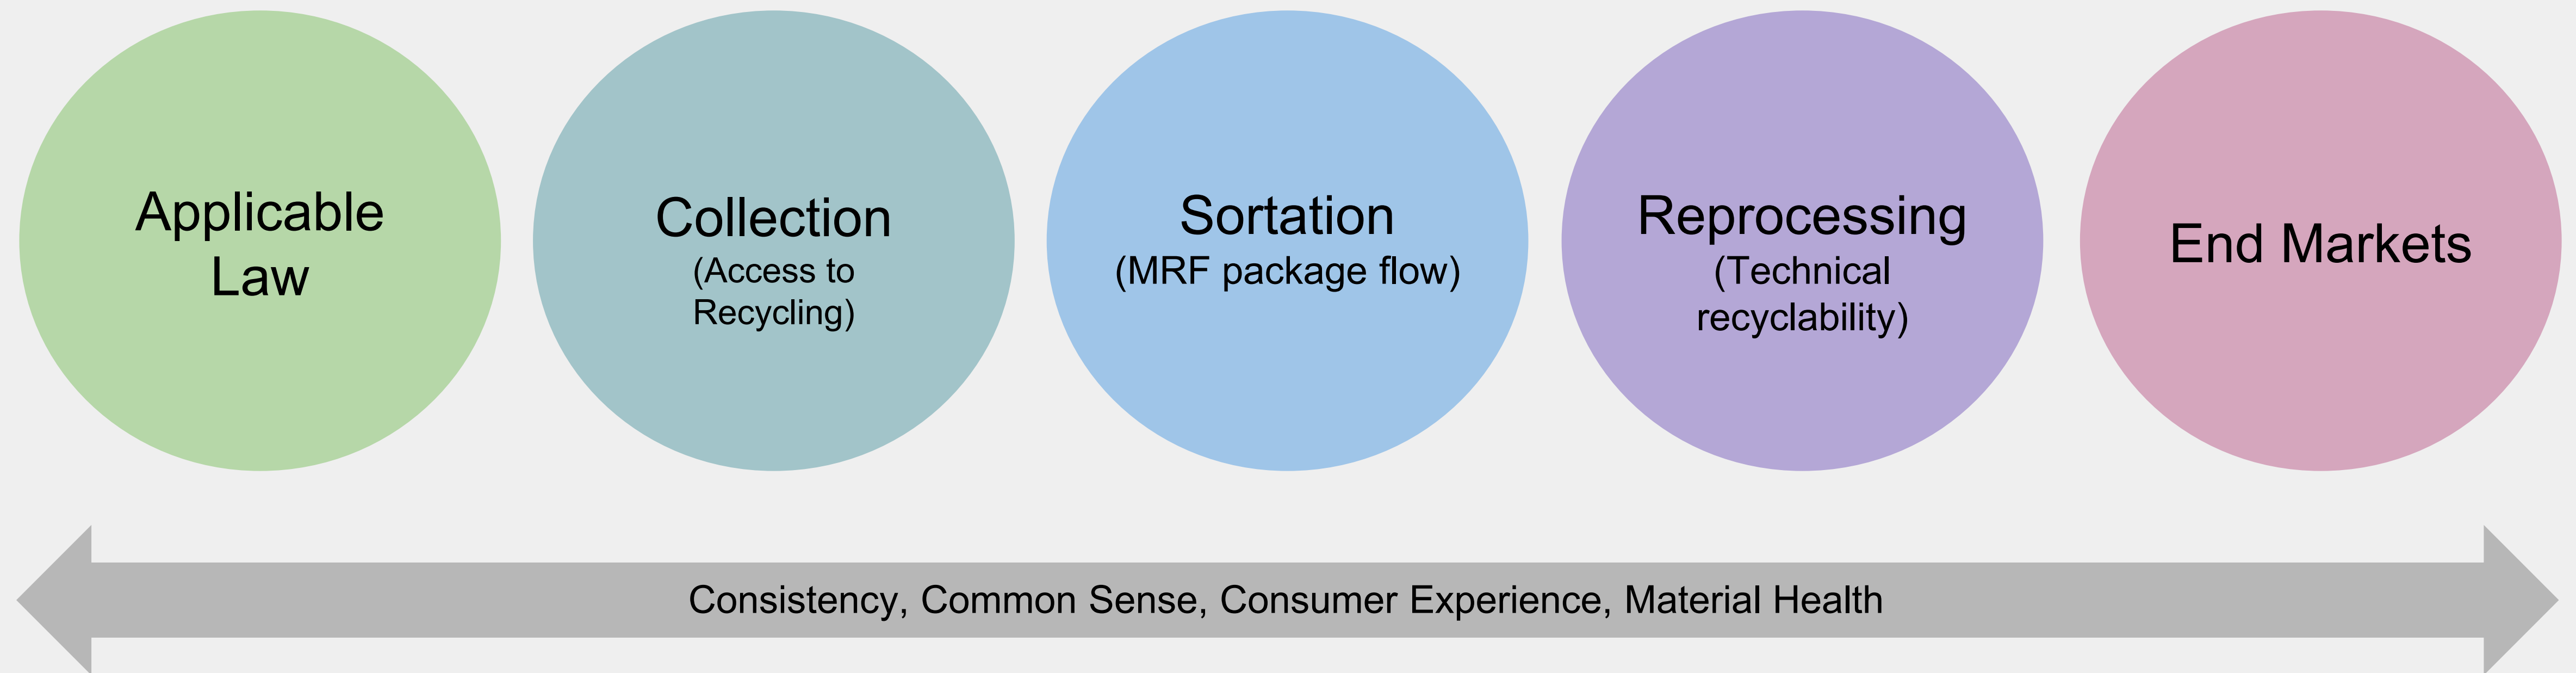 Applicable
Law
Collection
(Access to
Recycling)
Sortation
(MRF package flow)
Reprocessing
(Technical
recyclability)
End Markets
Consistency, Common Sense, Consumer Experience, Material Health